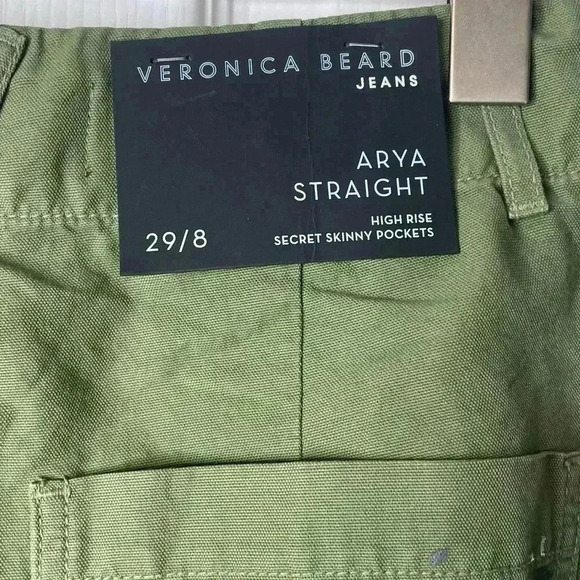 VERONICA BEARD
JEANS
ARYA
STRAIGHT
HIGH RISE
SECRET SKINNY POCKETS
29/8